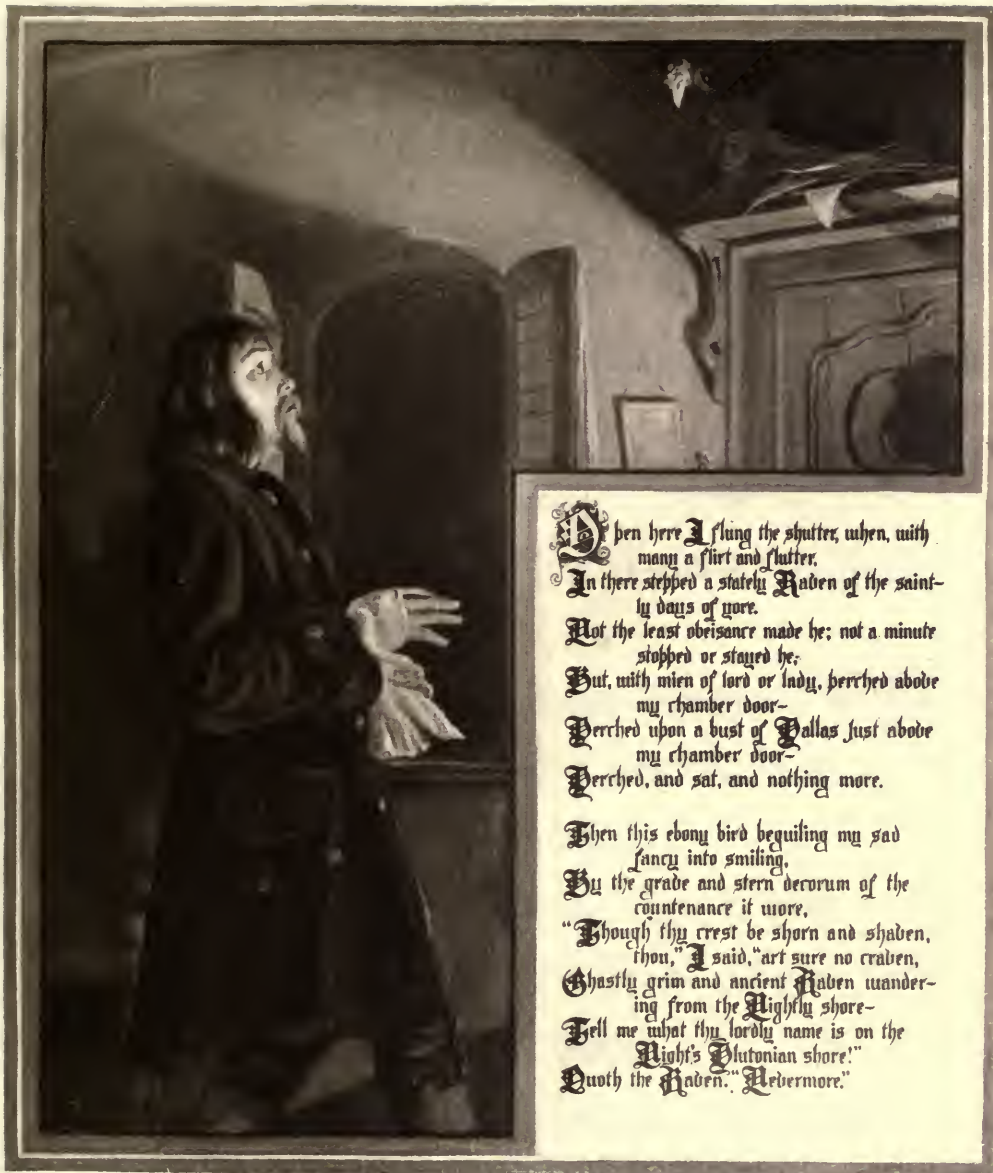 Open here I flung the shutter, when, with
many a flirt and flutter,
In there stepped a stately Raven of the saint-
ly days of yore.
Not the least obeisance made he; not a minute
stopped or stayed he;
But, with mien of lord or lady, perched above
my chamber door-
Perched upon a bust of Pallas just above
my chamber door-
Perched, and sat, and nothing more.
Then this ebony bird beguiling my sad
fancy into smiling,
By the grave and stern decorum of the
countenance it wore,
"Though thy crest be shorn and shaven,
thou," I said, "art sure no craven,
Ghastly grim and ancient Raven wander-
ing from the Nightly shore-
Tell me what thy lordly name is on the
Night's Plutonian shore!"
Quoth the Raven. "Nevermore."